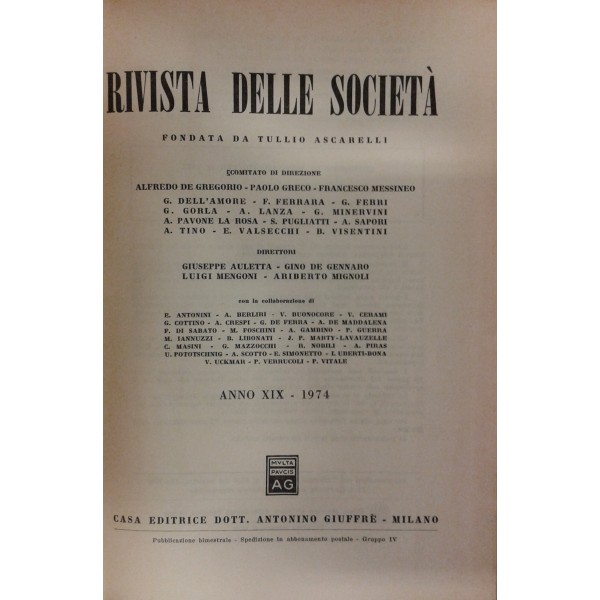 RIVISTA DELLE SOCIETÀ
FONDATA DA TULLIO ASCARELLI
CCOMITATO DI DIREZIONE
ALFREDO DE GREGORIO - PAOLO GRECO - FRANCESCO MESSINEO
G. DELL'AMORE - F. FERRARA - G. FERRI
G. GORLA - A. LANZA - G. MINERVINI
A. PAVONE LA ROSA - S. PUGLIATTI - A. SAPORI
A. TINO - E. VALSECCHI - B. VISENTINI
DIRETTORI
GIUSEPPE AULETTA - GINO DE GENNARO
LUIGI MENGONI - ARIBERTO MIGNOLI
con la collaborazione di
E. ANTONINI - A. BERLIRI - V. BUONOCORE - V. CERAMI
G. COTTINO - A. CRESPI - G. DE FERRA - A. DE MADDALENA
F. DI SABATO - M. FOSCHINI - A. GAMBINO - P. GUERRA
M. IANNUZZI - B. LIBONATI - J. P. MARTY-LAVAUZELLE
C. MASINI - G. MAZZOCCHI - R. NOBILI - A. PIRAS
U. POTOTSCHNIG - A. SCOTTO - E. SIMONETTO - I. UBERTI-BONA
V. UCKMAR - P. VERRUCOLI - P. VITALE
ANNO XIX - 1974
MVLTA
PAVCIS
AG
CASA EDITRICE DOTT. ANTONINO GIUFFRÈ - MILANO
Pubblicazione bimestrale - Spedizione in abbonamento postale - Gruppo IV